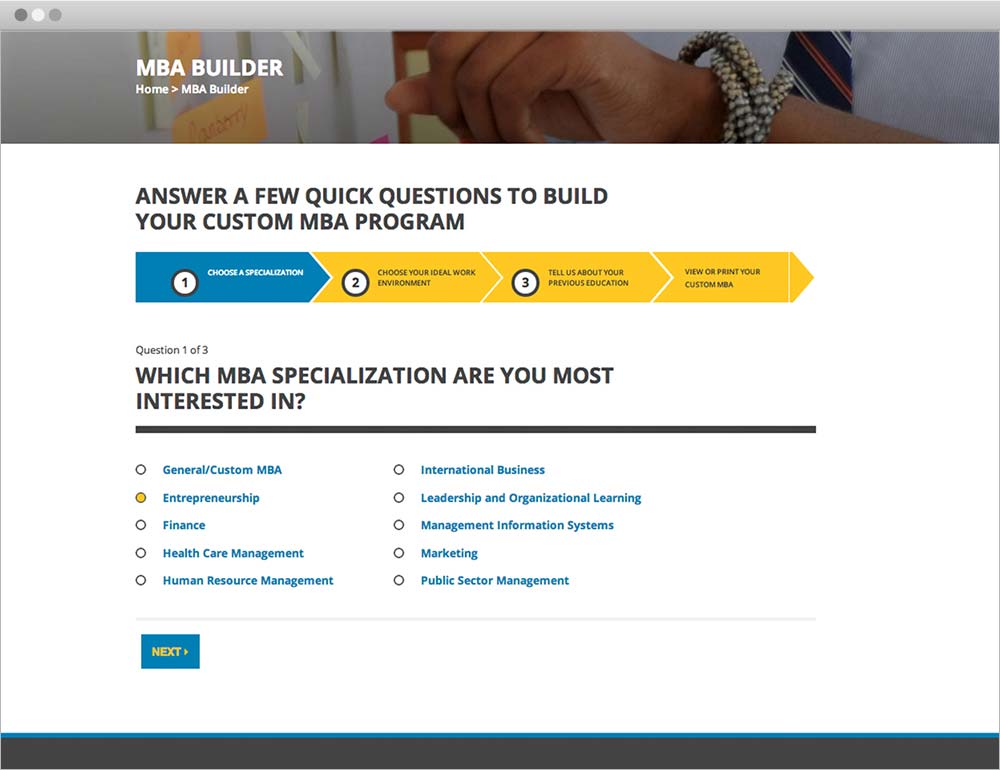 MBA BUILDER
Home > MBA Builder
ANSWER A FEW QUICK QUESTIONS TO BUILD
YOUR CUSTOM MBA PROGRAM
1
CHOOSE A SPECIALIZATION
2
CHOOSE YOUR IDEAL WORK
ENVIRONMENT
3
TELL US ABOUT YOUR
PREVIOUS EDUCATION
VIEW OR PRINT YOUR
CUSTOM MBA
Question 1 of 3
WHICH MBA SPECIALIZATION ARE YOU MOST
INTERESTED IN?
General/Custom MBA
Entrepreneurship
Finance
Health Care Management
Human Resource Management
International Business
Leadership and Organizational Learning
Management Information Systems
Marketing
Public Sector Management
NEXT